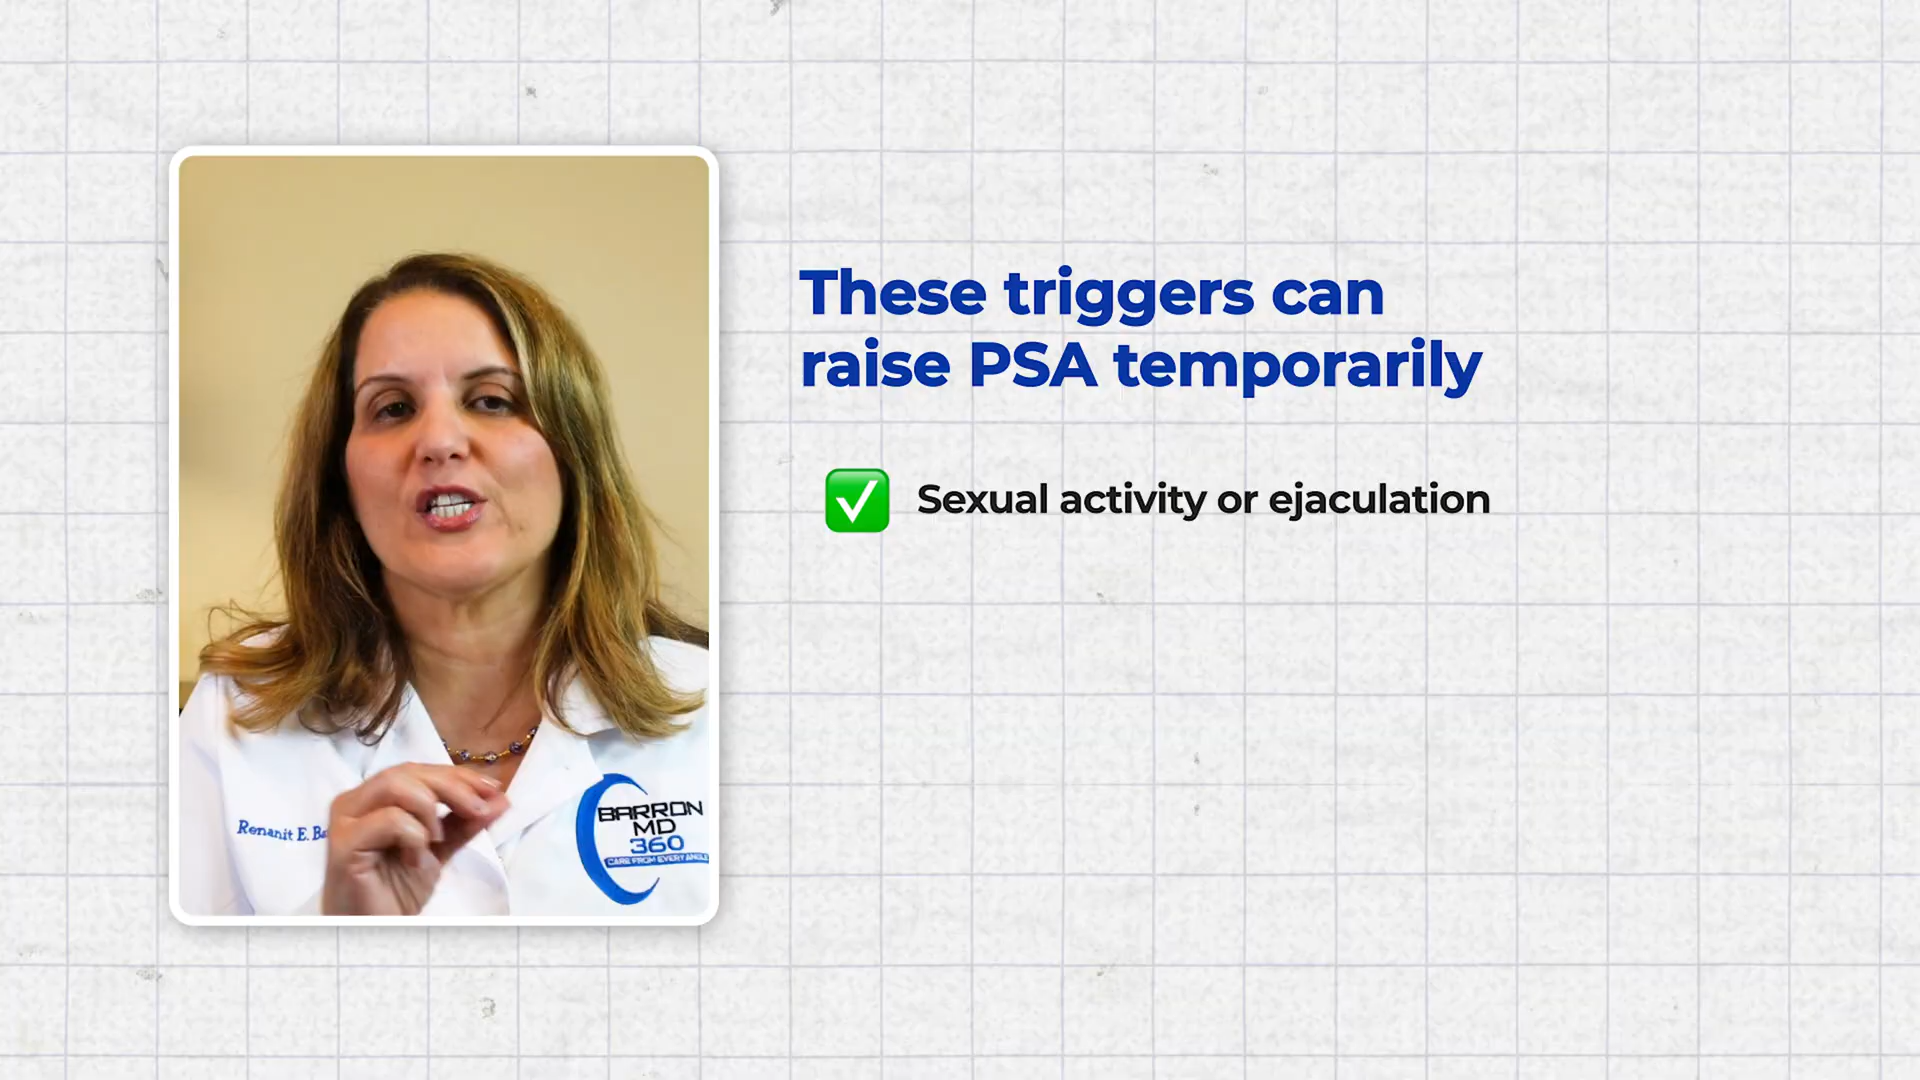 These triggers can
raise PSA temporarily
✅ Sexual activity or ejaculation
Renanit E.
BARRON
MD
360
CARE FROM EVERY ANGLE